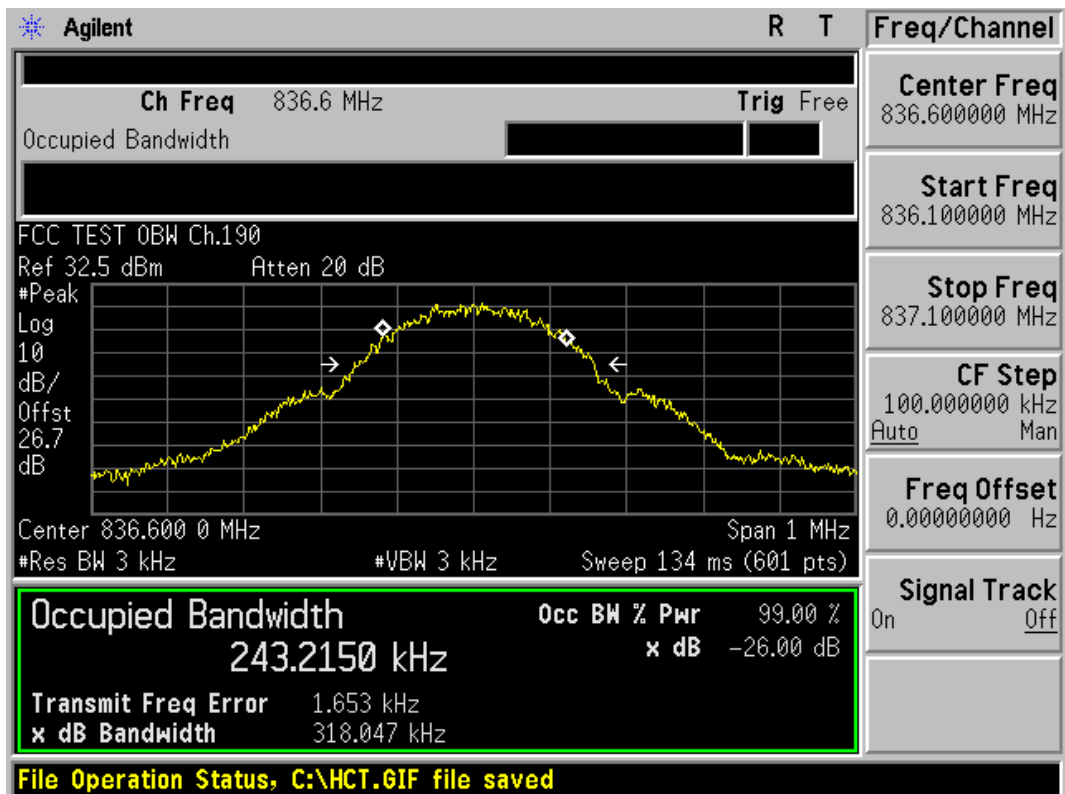 Agilent R T
Ch Freq 836.6 MHz Trig Free
Occupied Bandwidth
FCC TEST OBW Ch.190
Ref 32.5 dBm Atten 20 dB
#Peak
Log
10
dB/
Offst
26.7
dB
Center 836.600 0 MHz Span 1 MHz
#Res BW 3 kHz #VBW 3 kHz Sweep 134 ms (601 pts)
Occupied Bandwidth Occ BW % Pwr 99.00 %
243.2150 kHz x dB -26.00 dB
Transmit Freq Error 1.653 kHz
x dB Bandwidth 318.047 kHz
File Operation Status, C:\HCT.GIF file saved
Freq/Channel
Center Freq
836.600000 MHz
Start Freq
836.100000 MHz
Stop Freq
837.100000 MHz
CF Step
100.000000 kHz
Auto Man
Freq Offset
0.00000000 Hz
Signal Track
On Off